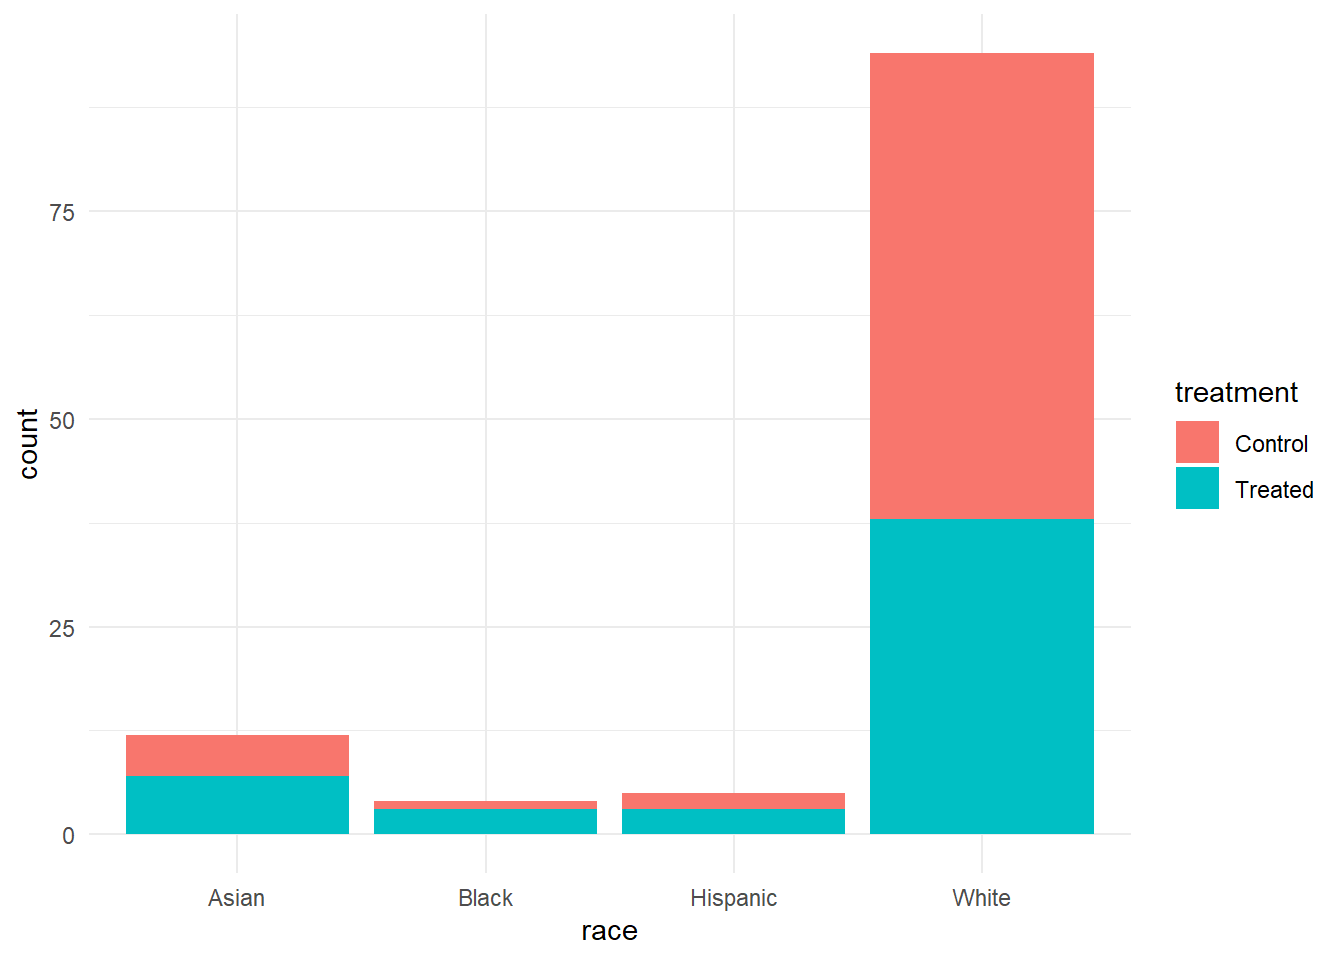 75
50
25
0
count
Asian Black Hispanic White
race
treatment
Control
Treated